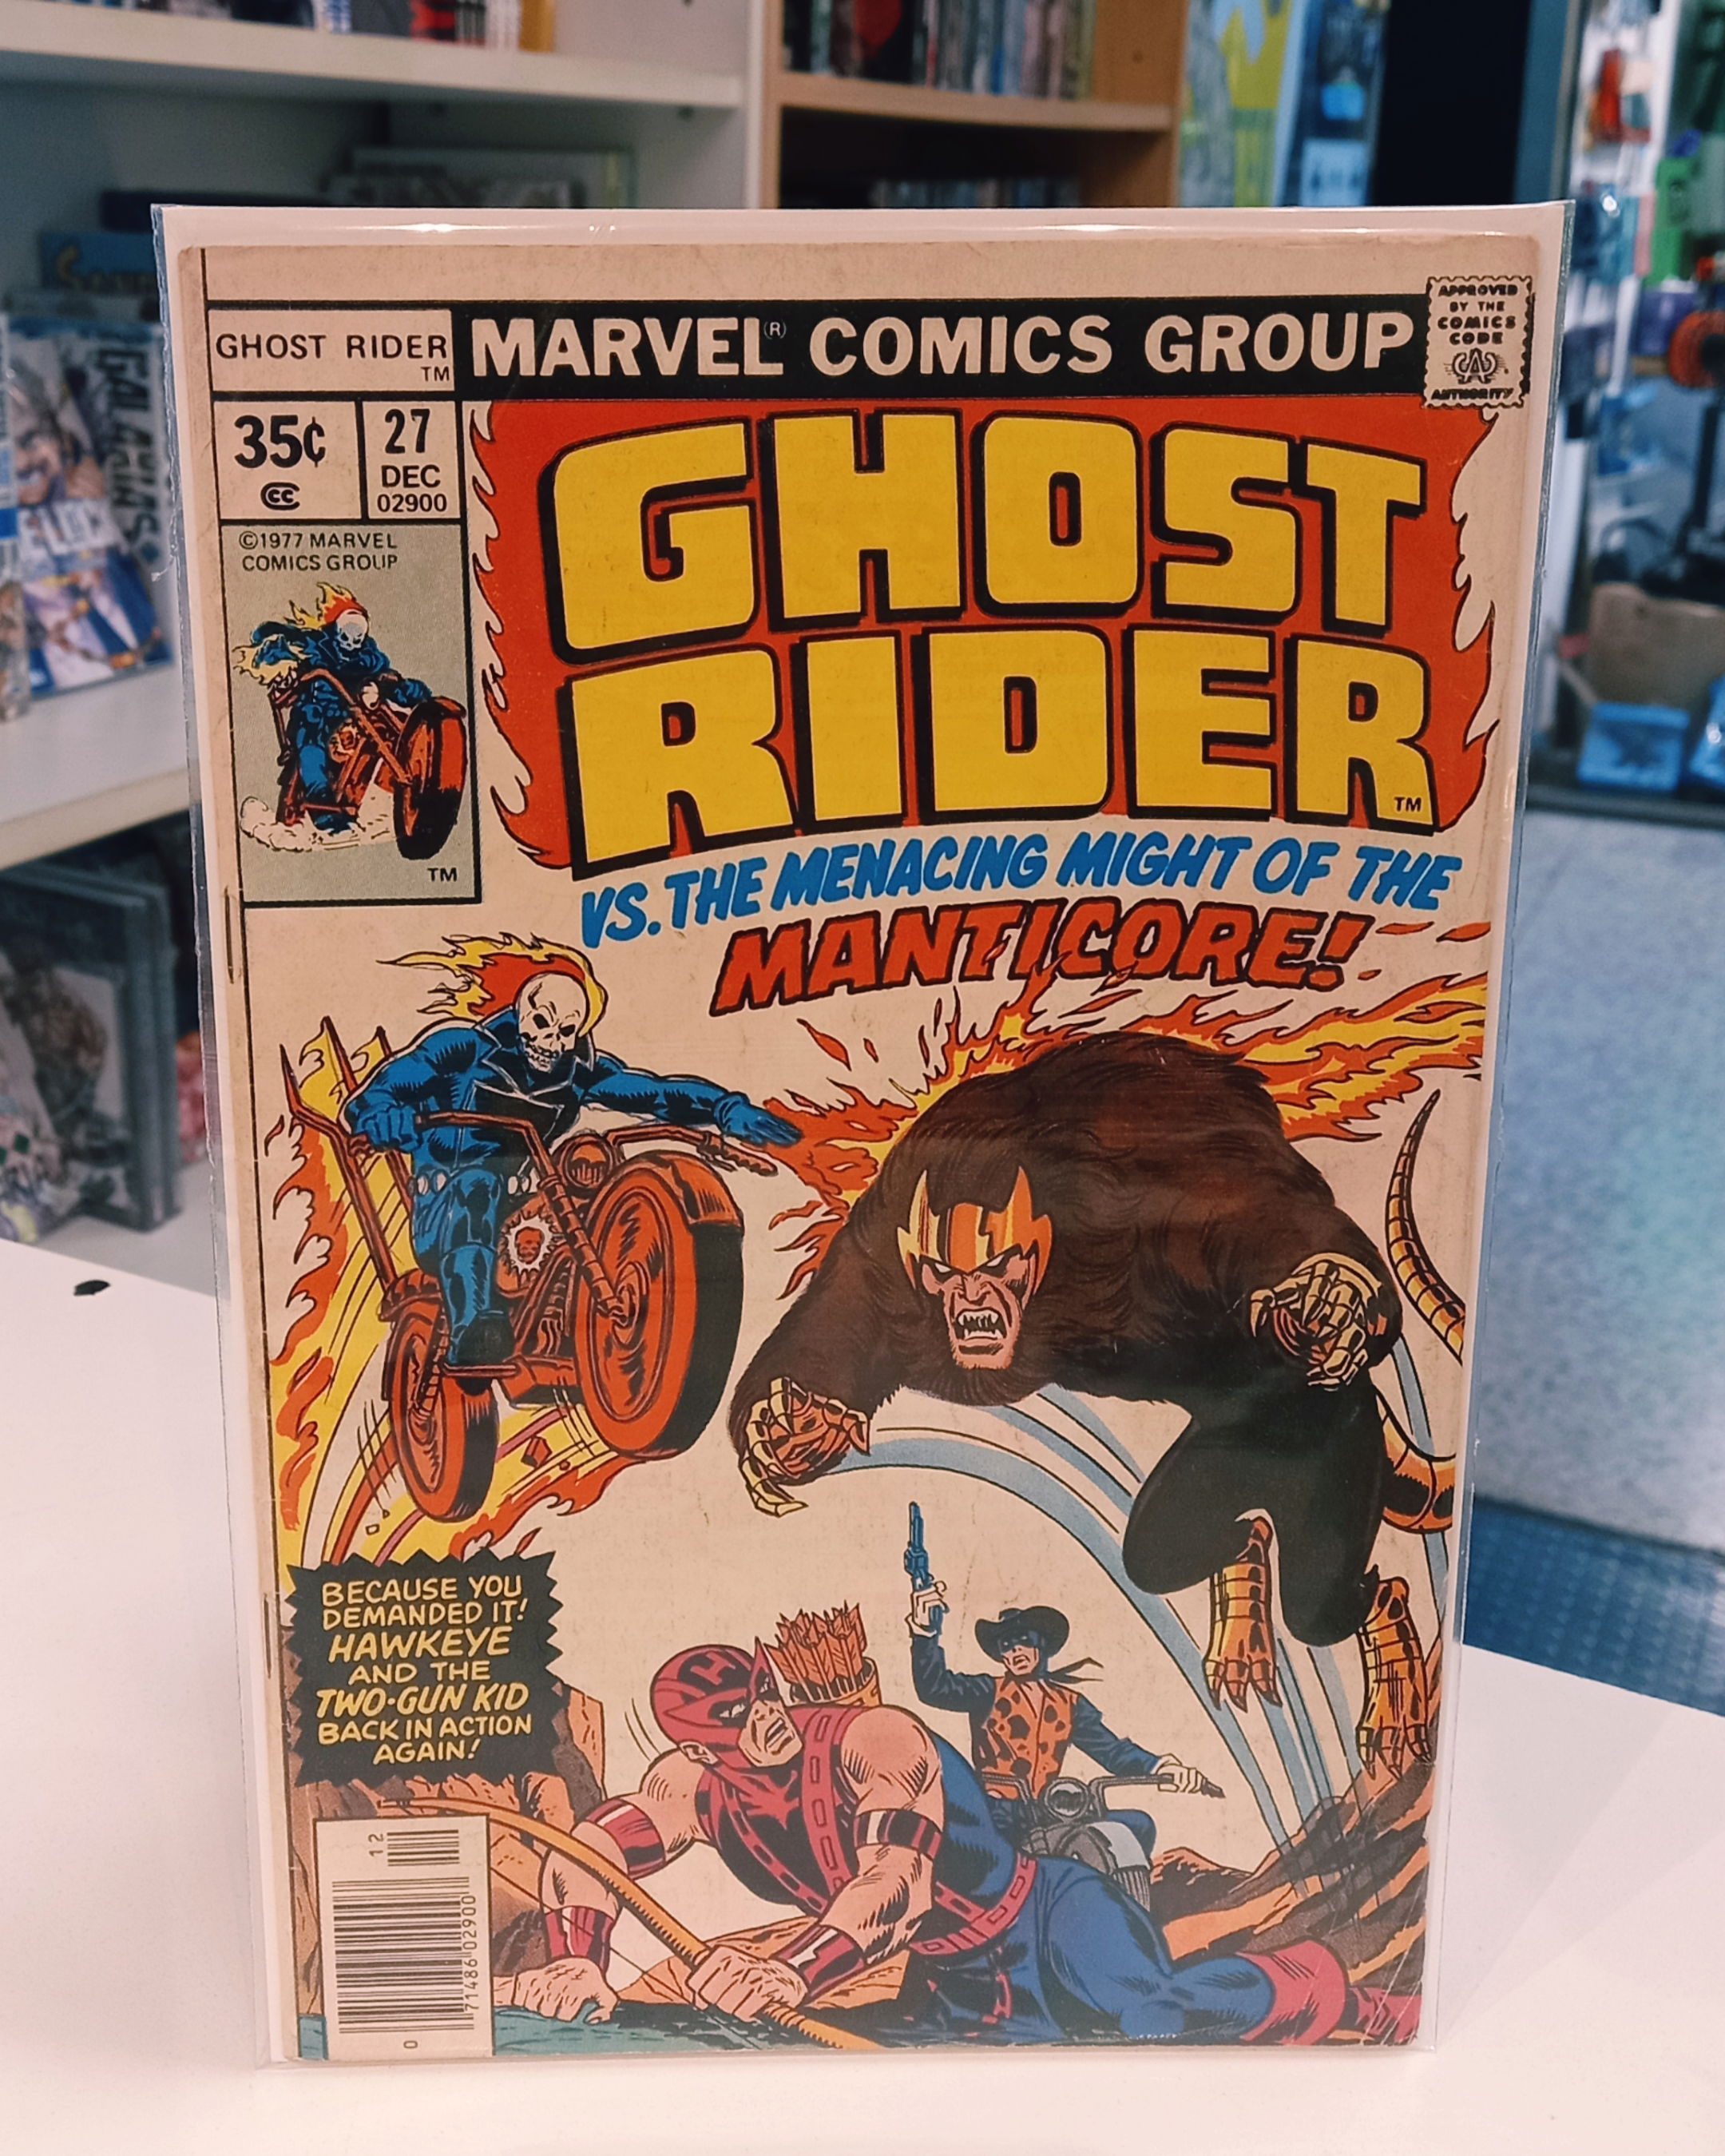 GHOST RIDER
TM
MARVEL® COMICS GROUP
APPROVED
BY THE
COMICS
CODE
CA
AUTHORITY
35¢
CC
27
DEC
02900
©1977 MARVEL
COMICS GROUP
TM
GHOST
RIDER
TM
VS. THE MENACING MIGHT OF THE
MANTICORE!
BECAUSE YOU
DEMANDED IT!
HAWKEYE
AND THE
TWO-GUN KID
BACK IN ACTION
AGAIN!
H
12
71486 02900
0